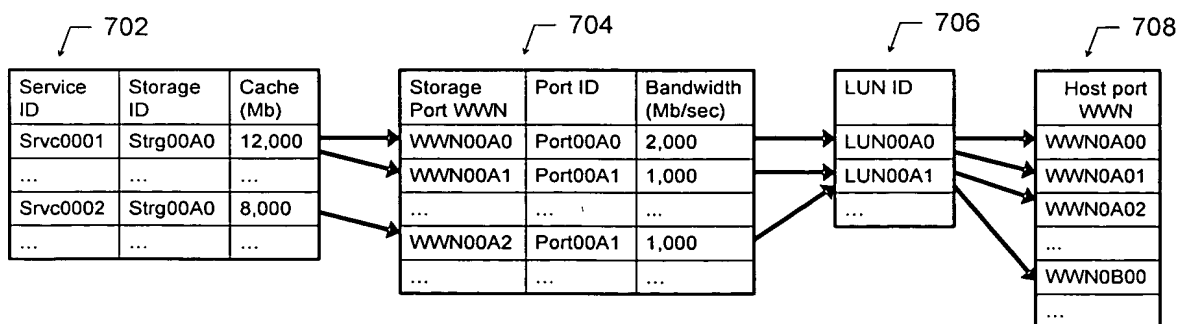 702
704
706
708
Service ID Storage ID Cache (Mb)
Srvc0001 Strg00A0 12,000
... ... ...
Srvc0002 Strg00A0 8,000
... ... ...
Storage Port WWN Port ID Bandwidth (Mb/sec)
WWN00A0 Port00A0 2,000
WWN00A1 Port00A1 1,000
... ... ...
WWN00A2 Port00A1 1,000
... ... ...
LUN ID
LUN00A0
LUN00A1
...
Host port WWN
WWN0A00
WWN0A01
WWN0A02
...
WWN0B00
...